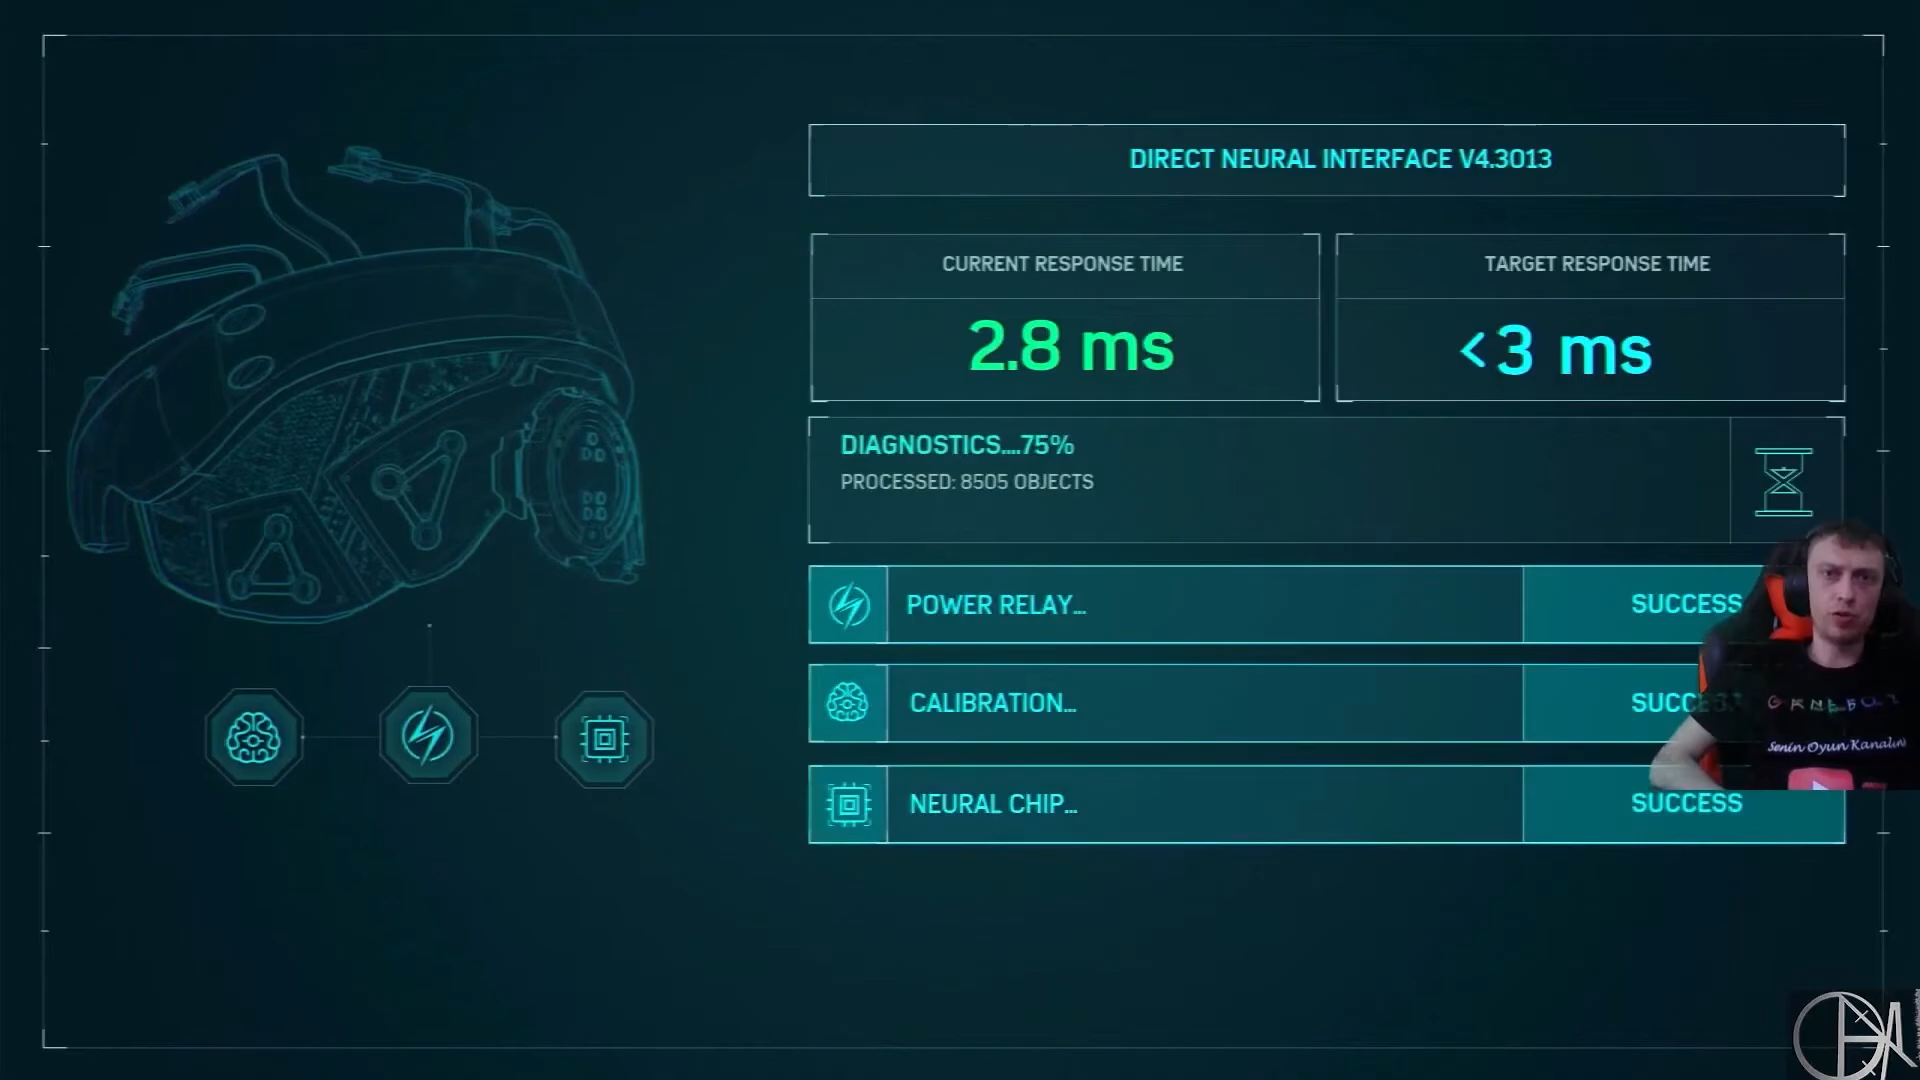 DIRECT NEURAL INTERFACE V4.3013
CURRENT RESPONSE TIME
TARGET RESPONSE TIME
2.8 ms
<3 ms
DIAGNOSTICS....75%
PROCESSED: 8505 OBJECTS
POWER RELAY...
SUCCESS
CALIBRATION...
SUCCESS
Senin Oyun Kanalın
NEURAL CHIP...
SUCCESS